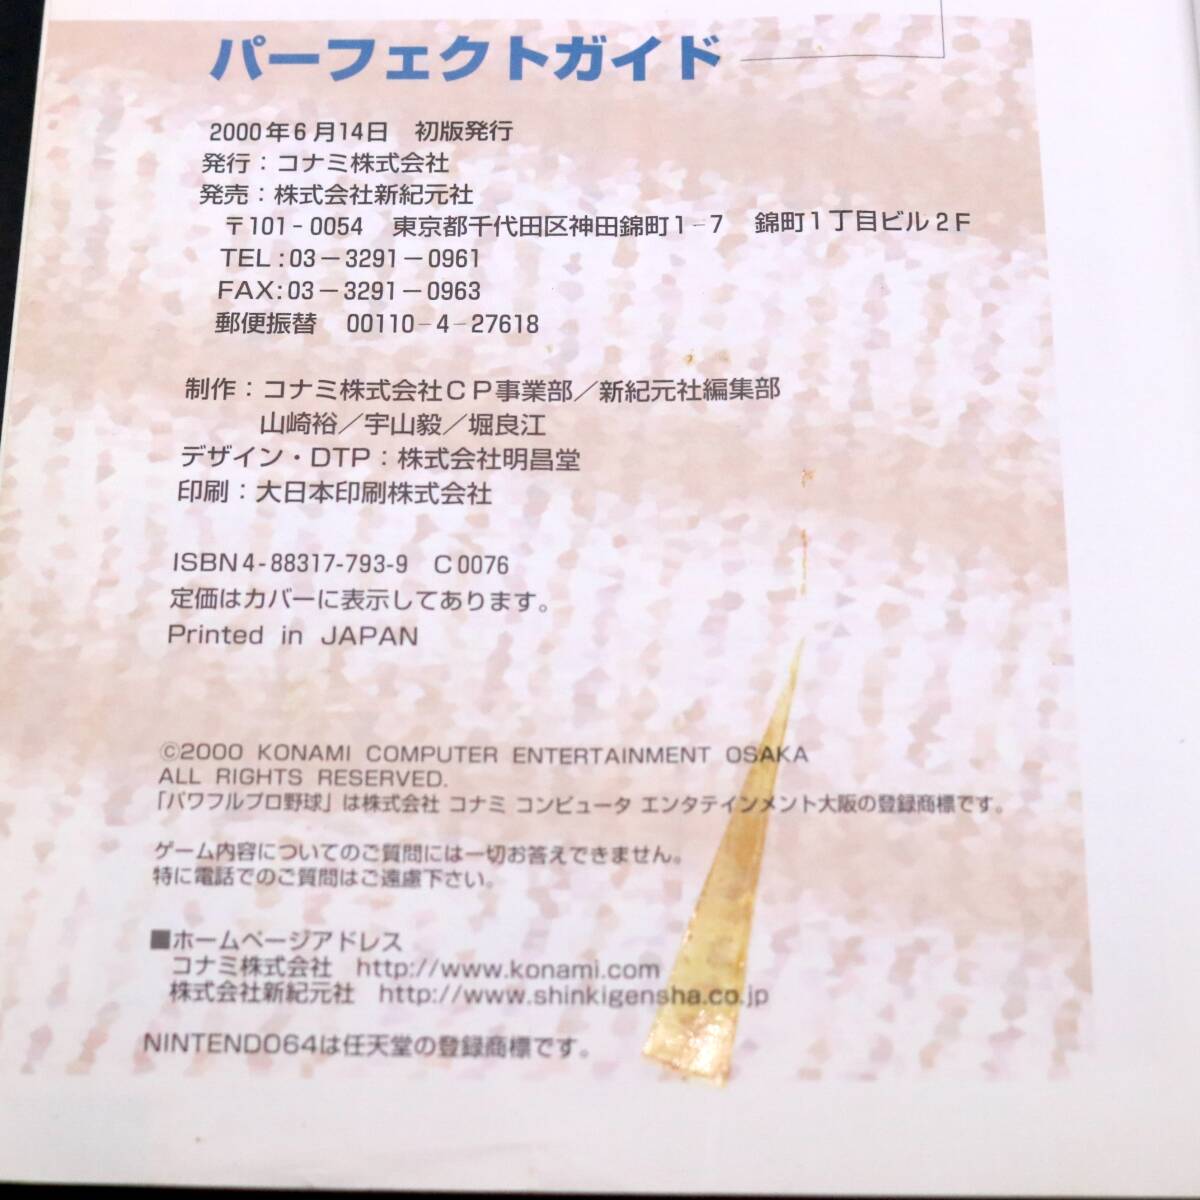 パーフェクトガイド
2000年6月14日　初版発行
発行：コナミ株式会社
発売：株式会社新紀元社
〒101-0054　東京都千代田区神田錦町1-7　錦町1丁目ビル2F
TEL:03-3291-0961
FAX:03-3291-0963
郵便振替　00110-4-27618
制作：コナミ株式会社CP事業部／新紀元社編集部
山崎裕／宇山毅／堀良江
デザイン・DTP：株式会社明昌堂
印刷：大日本印刷株式会社
ISBN4-88317-793-9　C0076
定価はカバーに表示してあります。
Printed in JAPAN
©2000 KONAMI COMPUTER ENTERTAINMENT OSAKA
ALL RIGHTS RESERVED.
「パワフルプロ野球」は株式会社 コナミ コンピュータ エンタテインメント大阪の登録商標です。
ゲーム内容についてのご質問には一切お答えできません。
特に電話でのご質問はご遠慮下さい。
■ホームページアドレス
コナミ株式会社　http://www.konami.com
株式会社新紀元社　http://www.shinkigensha.co.jp
NINTENDO64は任天堂の登録商標です。